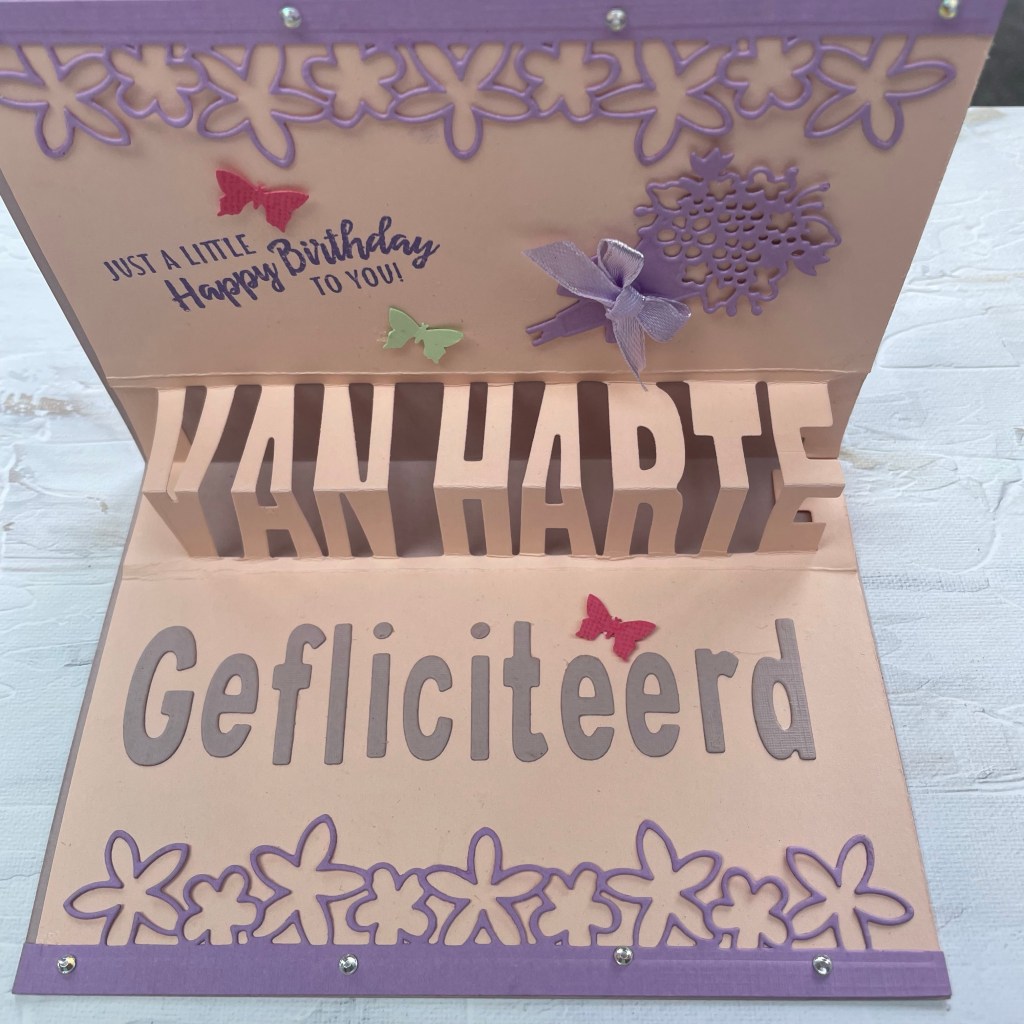 JUST A LITTLE
Happy Birthday
TO YOU!
VAN HARTE
Gefliciteerd